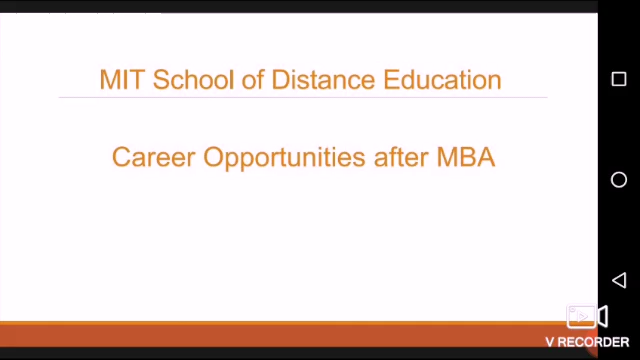 MIT School of Distance Education
Career Opportunities after MBA
V RECORDER